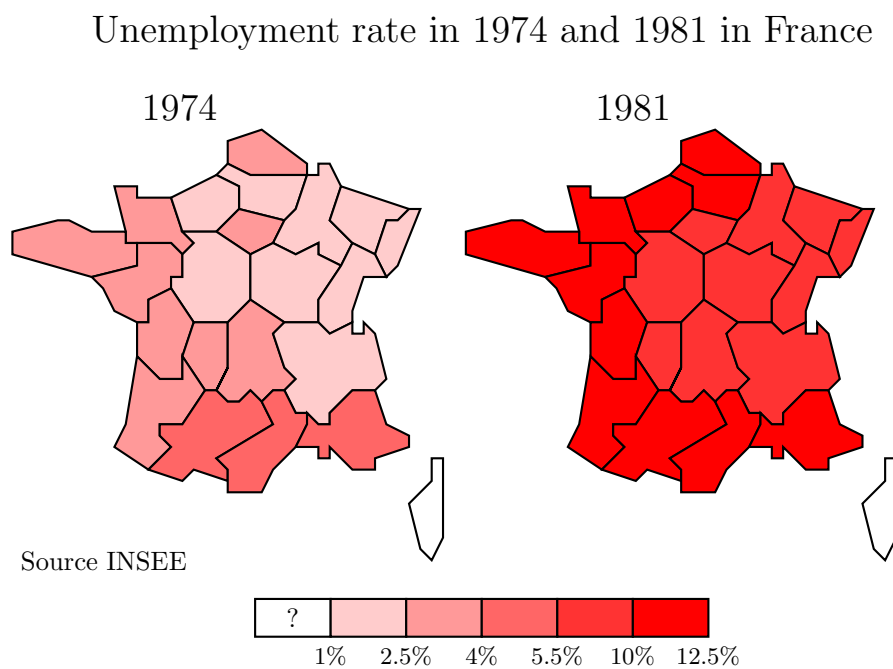 Unemployment rate in 1974 and 1981 in France
1974 1981
Source INSEE
?
1% 2.5% 4% 5.5% 10% 12.5%